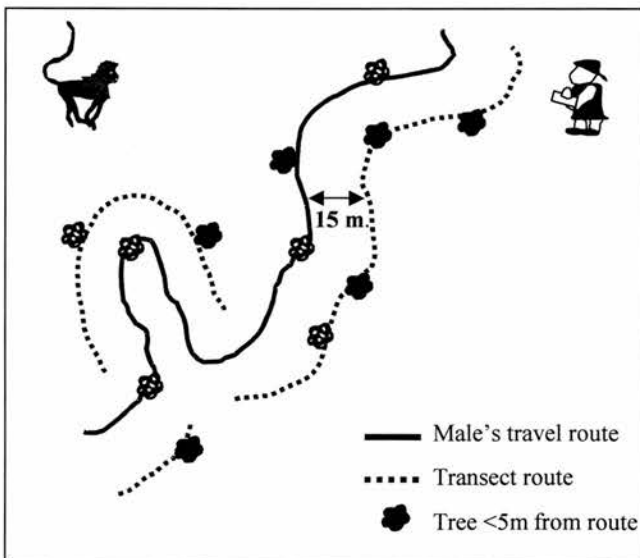 15 m.
Male's travel route
Transect route
Tree <5m from route